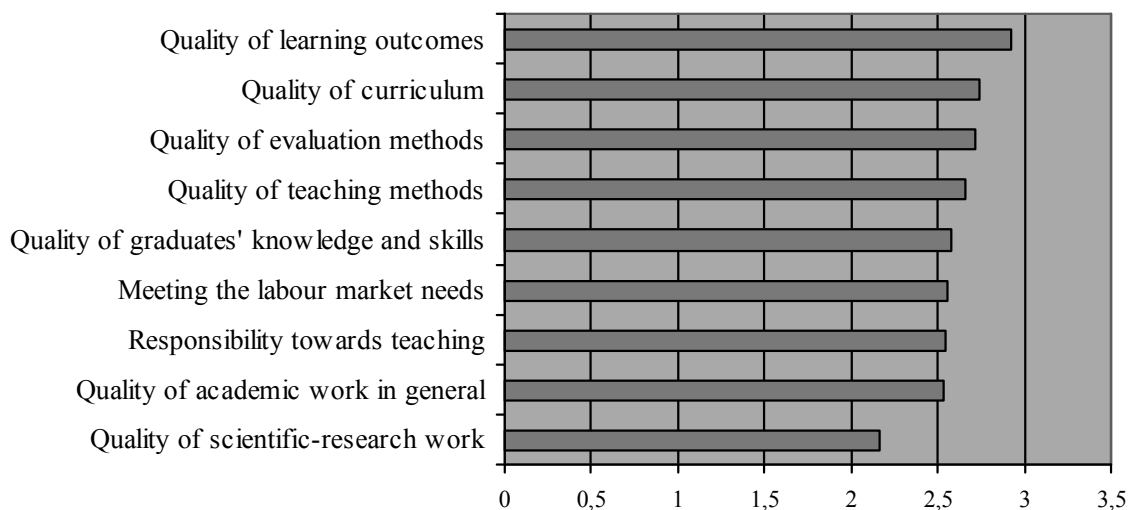 Quality of learning outcomes
Quality of curriculum
Quality of evaluation methods
Quality of teaching methods
Quality of graduates' knowledge and skills
Meeting the labour market needs
Responsibility towards teaching
Quality of academic work in general
Quality of scientific-research work
0 0,5 1 1,5 2 2,5 3 3,5